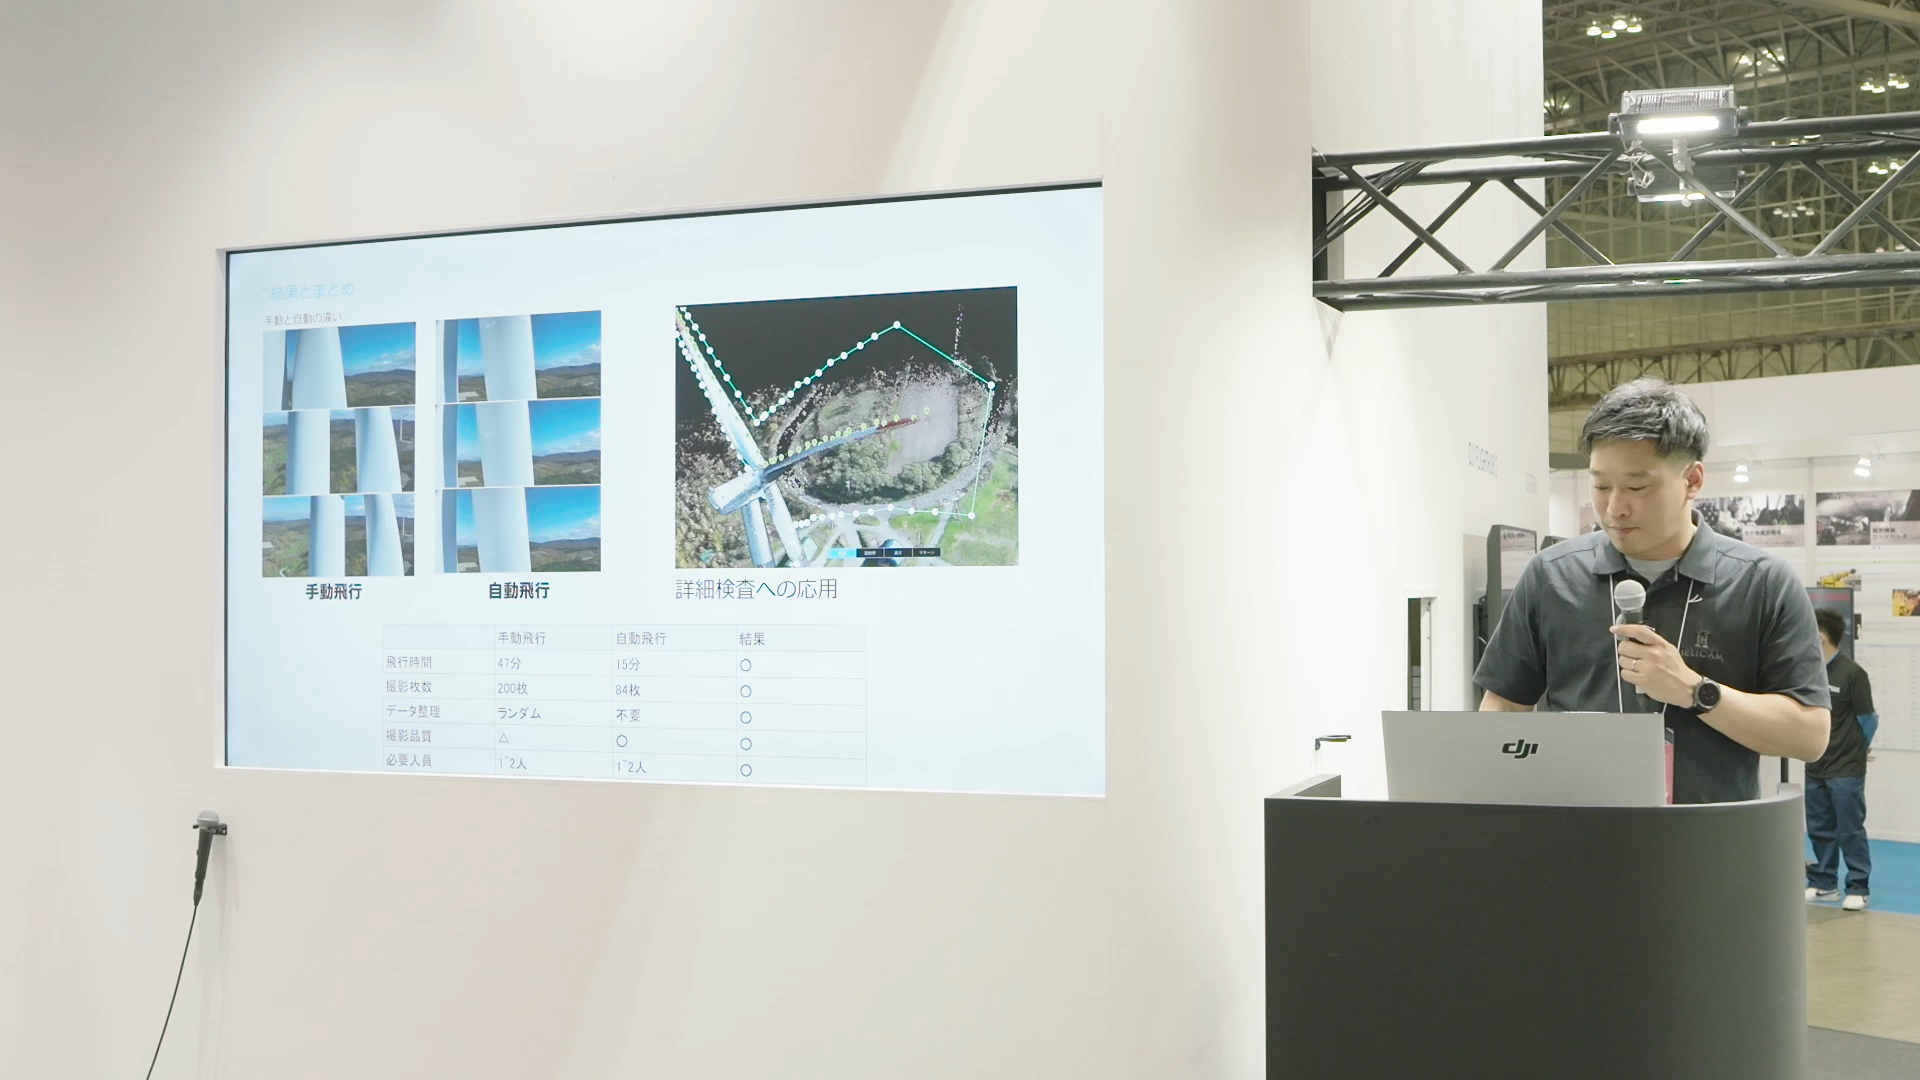 結果とまとめ
手動と自動の違い
手動飛行
自動飛行
詳細検査への応用
手動飛行 自動飛行 結果
飛行時間 47分 15分 ○
撮影枚数 200枚 84枚 ○
データ整理 ランダム 不要 ○
撮影品質 △ ○ ○
必要人員 1~2人 1~2人 ○
dji
HELICAM